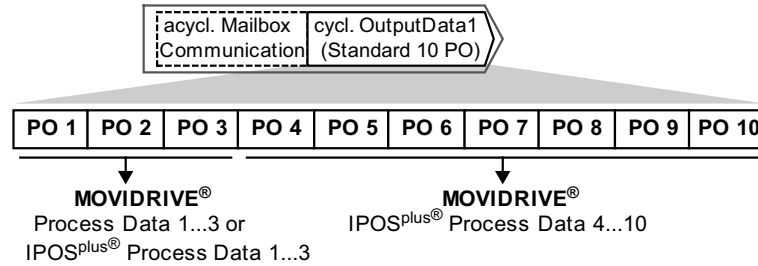 acycl. Mailbox cycl. OutputData1
Communication (Standard 10 PO)
PO 1 PO 2 PO 3 PO 4 PO 5 PO 6 PO 7 PO 8 PO 9 PO 10
MOVIDRIVE® MOVIDRIVE®
Process Data 1...3 or IPOSplus® Process Data 4...10
IPOSplus® Process Data 1...3